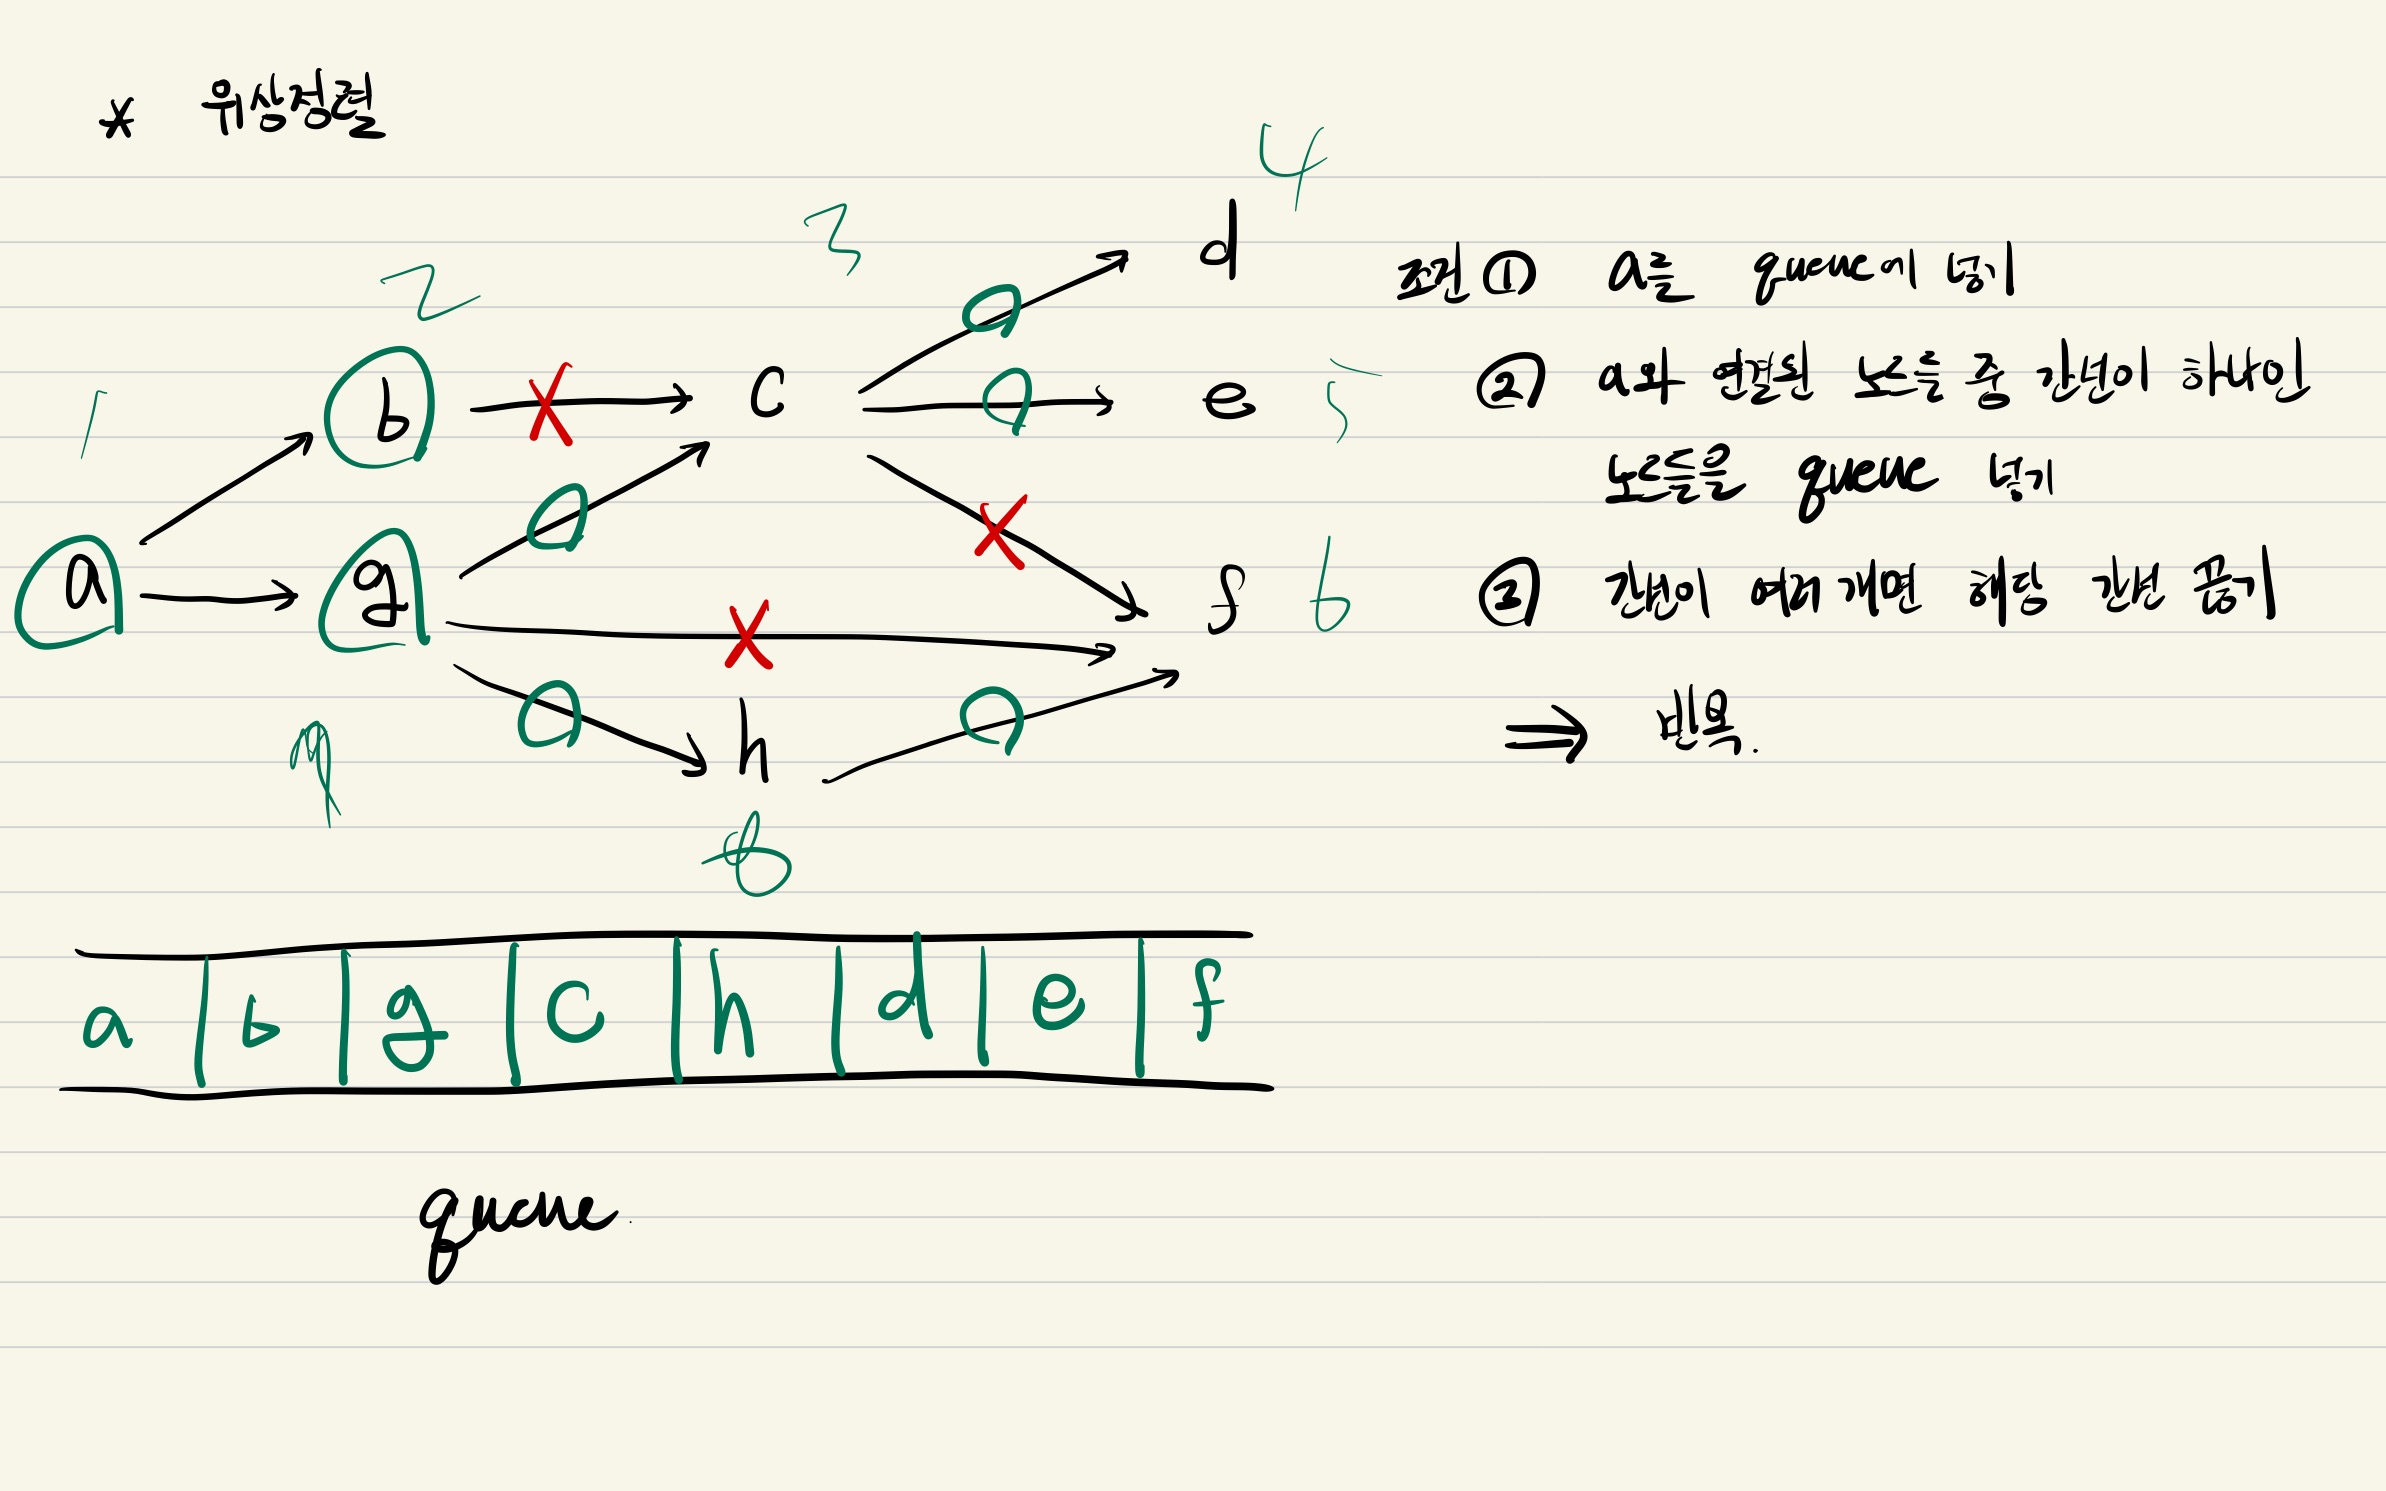 * 위상정렬
4
3
d
2
조건 ① a를 queue에 넣기
② a와 연결된 노드들 중 간선이 하나인
노드들을 queue 넣기
1
b
c
e
5
a
g
f
6
③ 간선이 여러 개면 해당 간선 끊기
h
⇒ 반복.
8
a b g c h d e f
queue.